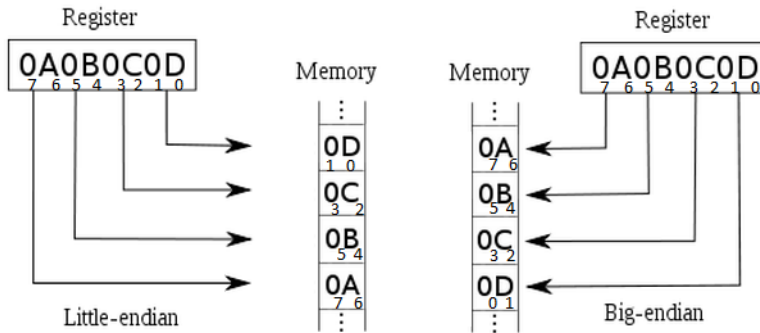 Register
0A0B0C0D
7 6 5 4 3 2 1 0
Memory
⋮
0D
1 0
0C
3 2
0B
5 4
0A
7 6
⋮
Little-endian
Register
0A0B0C0D
7 6 5 4 3 2 1 0
Memory
⋮
0A
7 6
0B
5 4
0C
3 2
0D
0 1
⋮
Big-endian